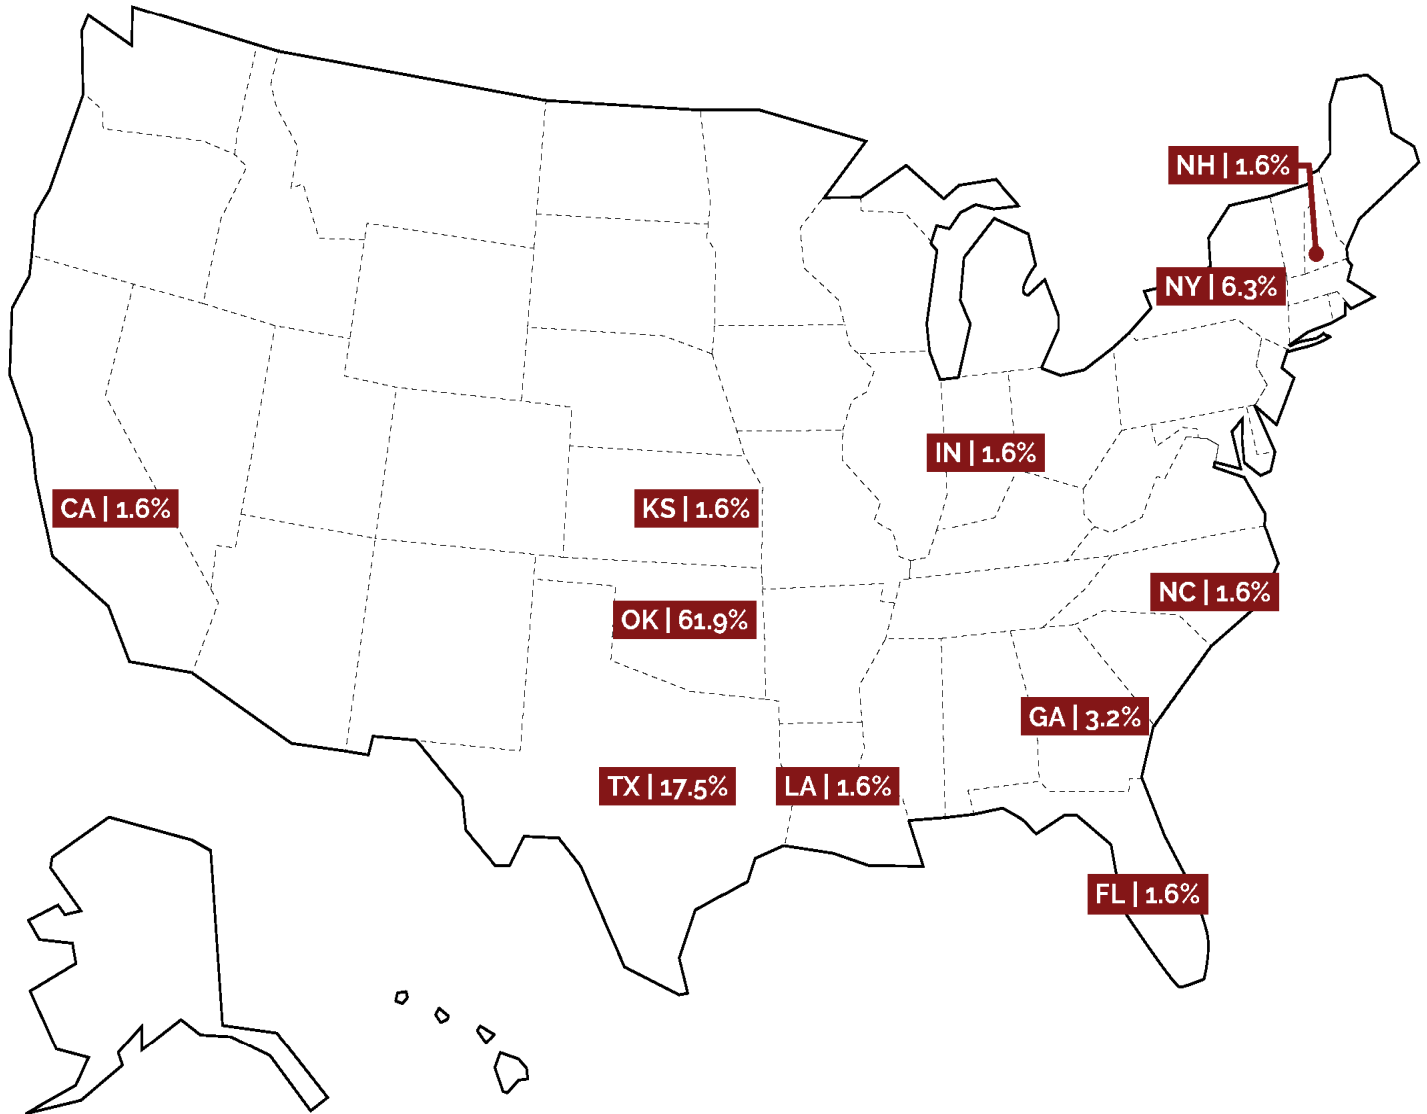 NH | 1.6%
NY | 6.3%
IN | 1.6%
CA | 1.6%
KS | 1.6%
NC | 1.6%
OK | 61.9%
GA | 3.2%
TX | 17.5%
LA | 1.6%
FL | 1.6%